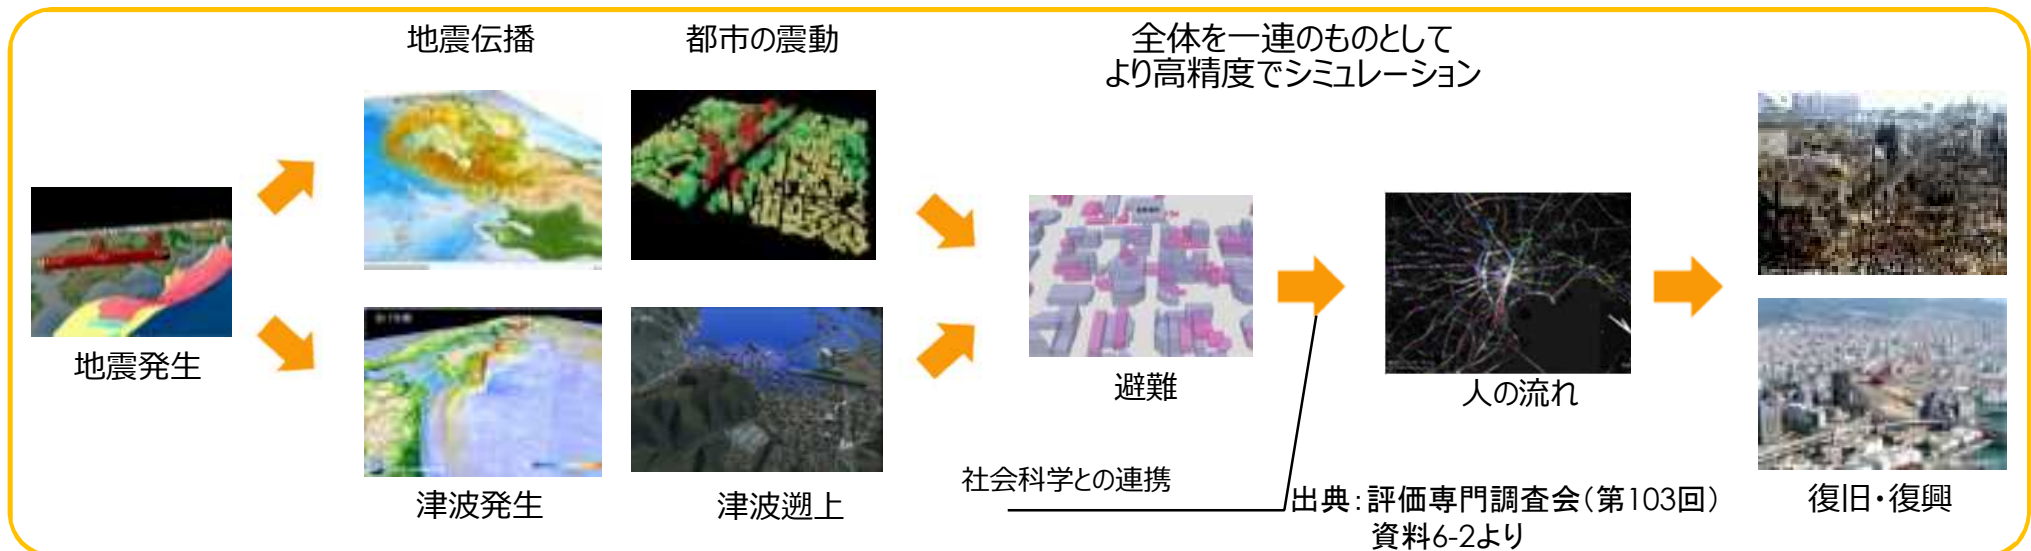 地震伝播
都市の震動
全体を一連のものとして
より高精度でシミュレーション
地震発生
津波発生
津波遡上
避難
人の流れ
社会科学との連携
出典：評価専門調査会（第103回）
資料6-2より
復旧・復興